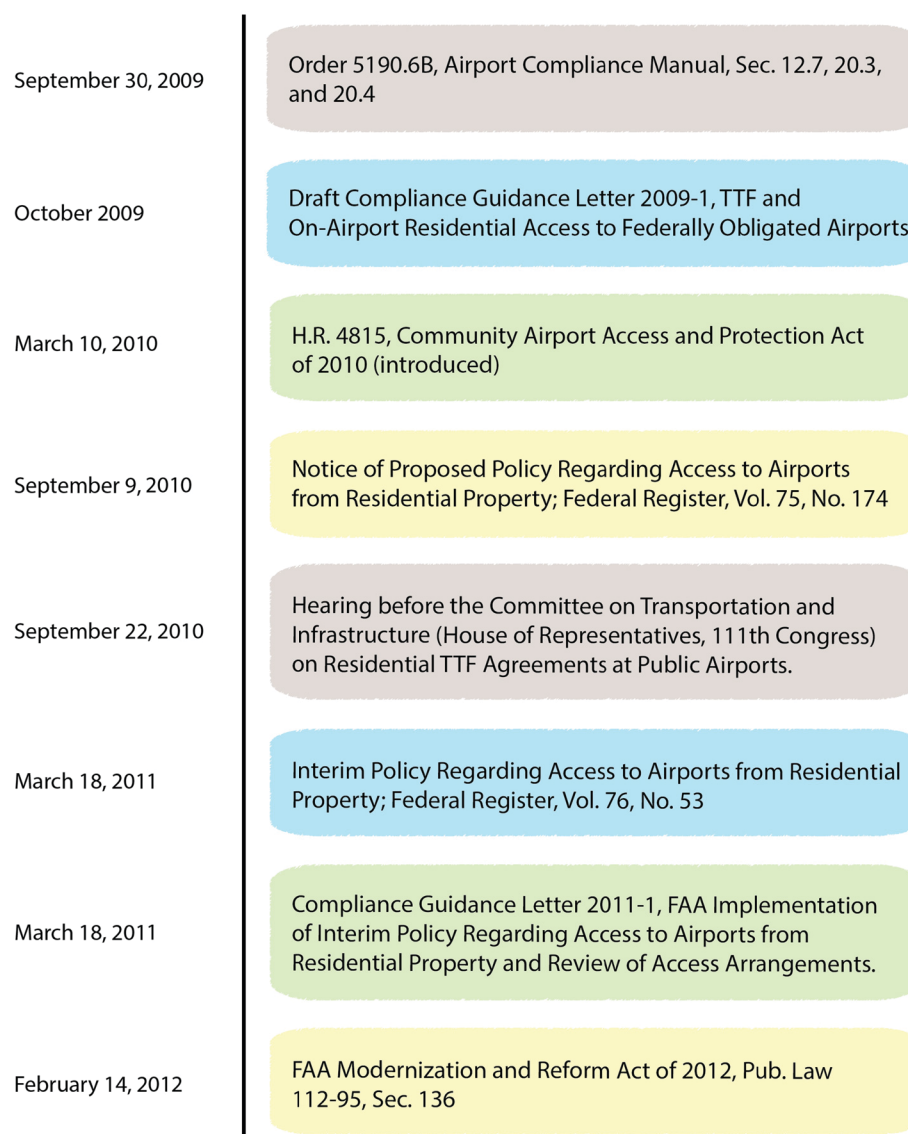 September 30, 2009
Order 5190.6B, Airport Compliance Manual, Sec. 12.7, 20.3,
and 20.4
October 2009
Draft Compliance Guidance Letter 2009-1, TTF and
On-Airport Residential Access to Federally Obligated Airports
March 10, 2010
H.R. 4815, Community Airport Access and Protection Act
of 2010 (introduced)
September 9, 2010
Notice of Proposed Policy Regarding Access to Airports
from Residential Property; Federal Register, Vol. 75, No. 174
September 22, 2010
Hearing before the Committee on Transportation and
Infrastructure (House of Representatives, 111th Congress)
on Residential TTF Agreements at Public Airports.
March 18, 2011
Interim Policy Regarding Access to Airports from Residential
Property; Federal Register, Vol. 76, No. 53
March 18, 2011
Compliance Guidance Letter 2011-1, FAA Implementation
of Interim Policy Regarding Access to Airports from
Residential Property and Review of Access Arrangements.
February 14, 2012
FAA Modernization and Reform Act of 2012, Pub. Law
112-95, Sec. 136